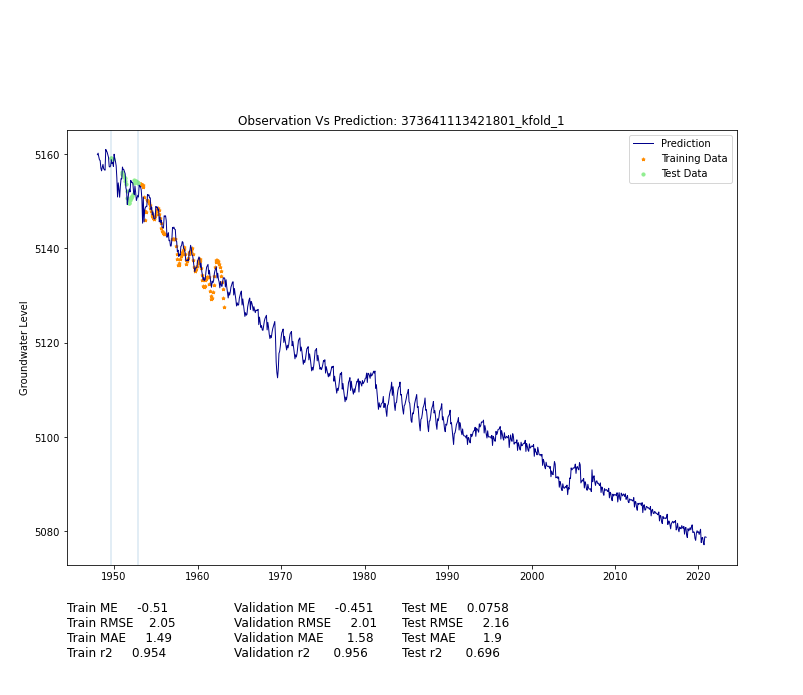 Observation Vs Prediction: 373641113421801_kfold_1
Prediction
Training Data
Test Data
5160
5140
5120
5100
5080
Groundwater Level
1950 1960 1970 1980 1990 2000 2010 2020
Train ME -0.51 Validation ME -0.451 Test ME 0.0758
Train RMSE 2.05 Validation RMSE 2.01 Test RMSE 2.16
Train MAE 1.49 Validation MAE 1.58 Test MAE 1.9
Train r2 0.954 Validation r2 0.956 Test r2 0.696